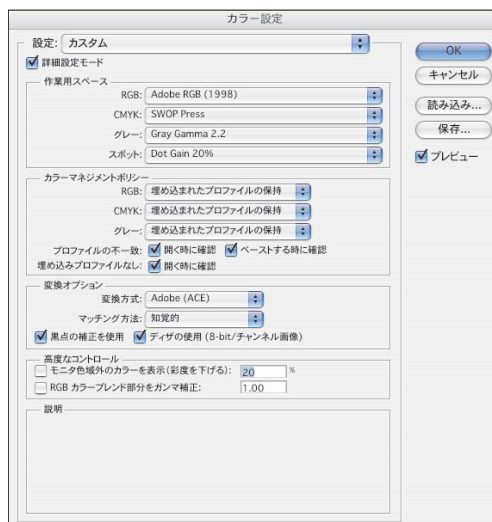 カラー設定
設定: カスタム
詳細設定モード
作業用スペース
RGB: Adobe RGB (1998)
CMYK: SWOP Press
グレー: Gray Gamma 2.2
スポット: Dot Gain 20%
カラーマネジメントポリシー
RGB: 埋め込まれたプロファイルの保持
CMYK: 埋め込まれたプロファイルの保持
グレー: 埋め込まれたプロファイルの保持
プロファイルの不一致: 開く時に確認 ペーストする時に確認
埋め込みプロファイルなし: 開く時に確認
変換オプション
変換方式: Adobe (ACE)
マッチング方法: 知覚的
黒点の補正を使用 ディザの使用 (8-bit/チャンネル画像)
高度なコントロール
モニタ色域外のカラーを表示(彩度を下げる): 20 %
RGB カラーブレンド部分をガンマ補正: 1.00
説明
OK
キャンセル
読み込み...
保存...
プレビュー